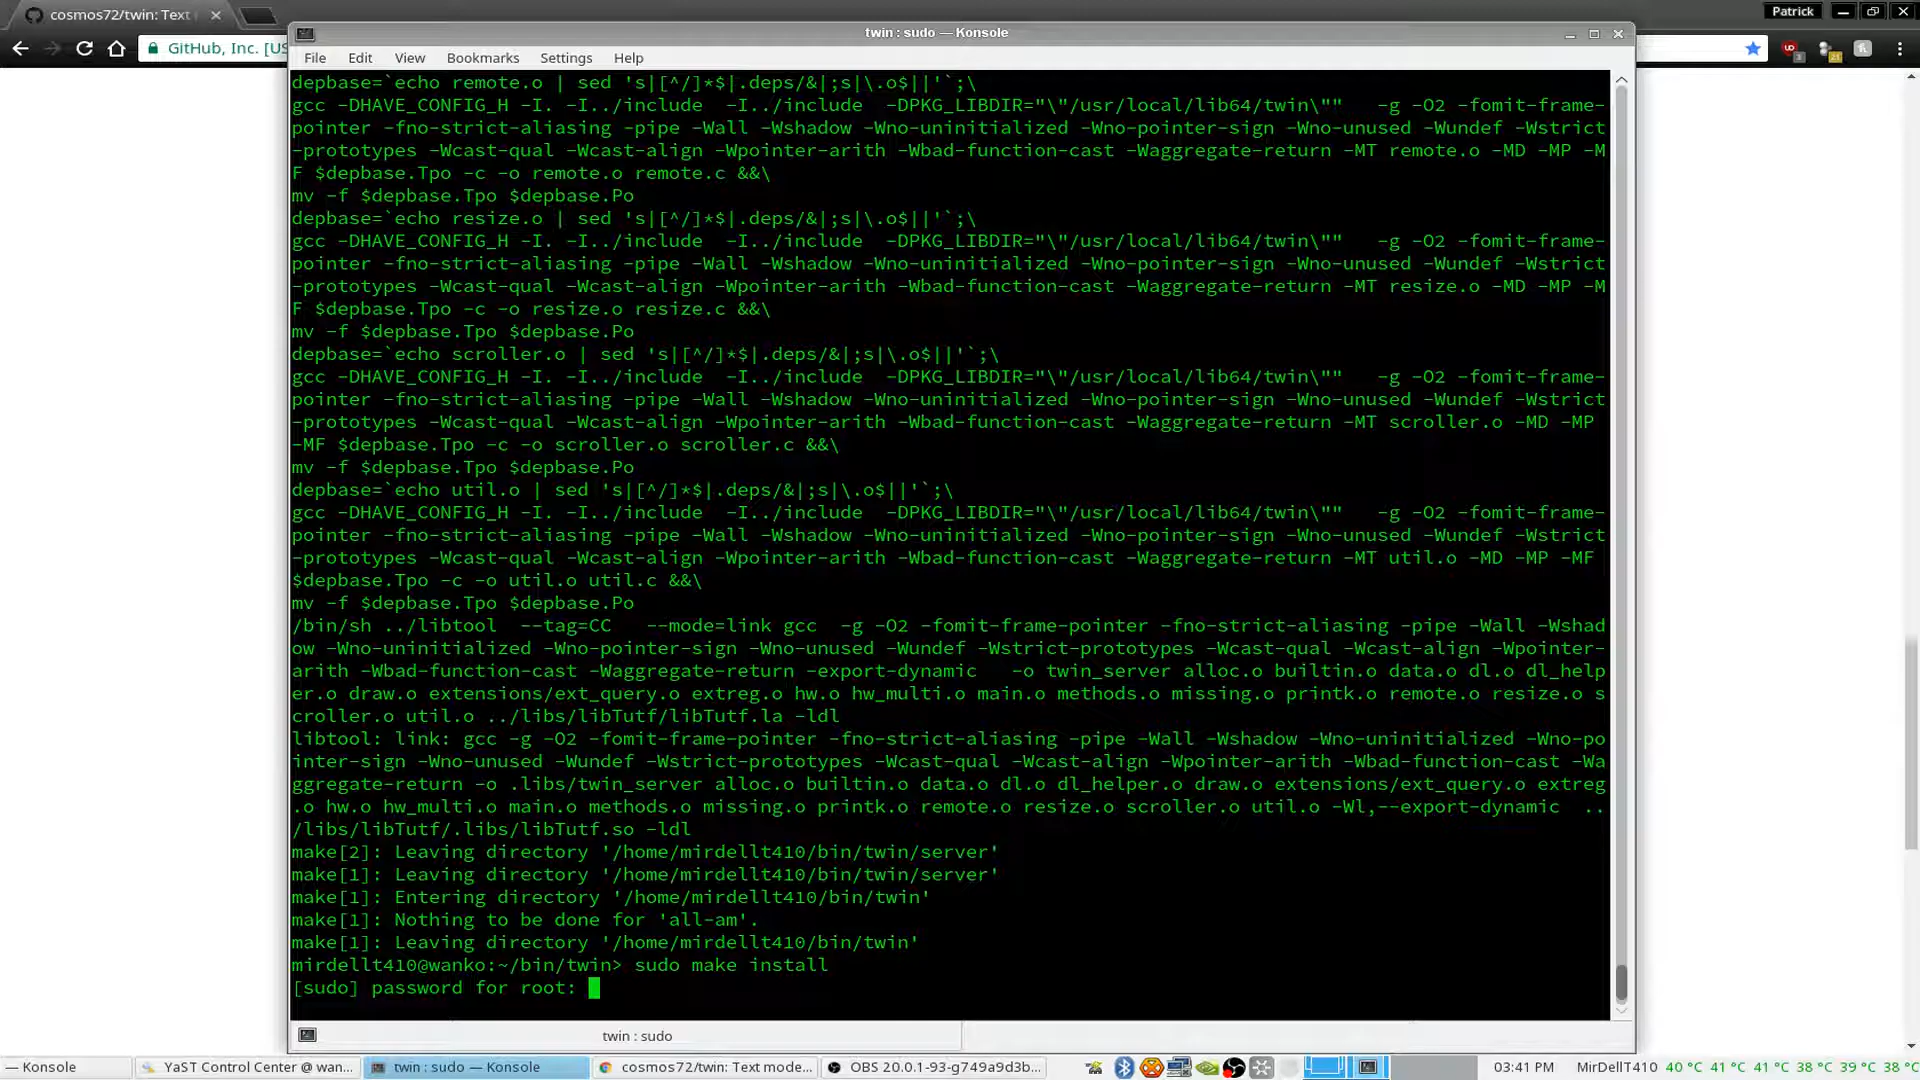 cosmos72/twin: Text
Patrick
GitHub, Inc. [US
twin : sudo — Konsole
File Edit View Bookmarks Settings Help
depbase=`echo remote.o | sed 's|[^/]*$|.deps/&|;s|\.o$||'`;\
gcc -DHAVE_CONFIG_H -I. -I../include  -I../include  -DPKG_LIBDIR="\"/usr/local/lib64/twin\""   -g -O2 -fomit-frame-
pointer -fno-strict-aliasing -pipe -Wall -Wshadow -Wno-uninitialized -Wno-pointer-sign -Wno-unused -Wundef -Wstrict
-prototypes -Wcast-qual -Wcast-align -Wpointer-arith -Wbad-function-cast -Waggregate-return -MT remote.o -MD -MP -M
F $depbase.Tpo -c -o remote.o remote.c &&\
mv -f $depbase.Tpo $depbase.Po
depbase=`echo resize.o | sed 's|[^/]*$|.deps/&|;s|\.o$||'`;\
gcc -DHAVE_CONFIG_H -I. -I../include  -I../include  -DPKG_LIBDIR="\"/usr/local/lib64/twin\""   -g -O2 -fomit-frame-
pointer -fno-strict-aliasing -pipe -Wall -Wshadow -Wno-uninitialized -Wno-pointer-sign -Wno-unused -Wundef -Wstrict
-prototypes -Wcast-qual -Wcast-align -Wpointer-arith -Wbad-function-cast -Waggregate-return -MT resize.o -MD -MP -M
F $depbase.Tpo -c -o resize.o resize.c &&\
mv -f $depbase.Tpo $depbase.Po
depbase=`echo scroller.o | sed 's|[^/]*$|.deps/&|;s|\.o$||'`;\
gcc -DHAVE_CONFIG_H -I. -I../include  -I../include  -DPKG_LIBDIR="\"/usr/local/lib64/twin\""   -g -O2 -fomit-frame-
pointer -fno-strict-aliasing -pipe -Wall -Wshadow -Wno-uninitialized -Wno-pointer-sign -Wno-unused -Wundef -Wstrict
-prototypes -Wcast-qual -Wcast-align -Wpointer-arith -Wbad-function-cast -Waggregate-return -MT scroller.o -MD -MP
-MF $depbase.Tpo -c -o scroller.o scroller.c &&\
mv -f $depbase.Tpo $depbase.Po
depbase=`echo util.o | sed 's|[^/]*$|.deps/&|;s|\.o$||'`;\
gcc -DHAVE_CONFIG_H -I. -I../include  -I../include  -DPKG_LIBDIR="\"/usr/local/lib64/twin\""   -g -O2 -fomit-frame-
pointer -fno-strict-aliasing -pipe -Wall -Wshadow -Wno-uninitialized -Wno-pointer-sign -Wno-unused -Wundef -Wstrict
-prototypes -Wcast-qual -Wcast-align -Wpointer-arith -Wbad-function-cast -Waggregate-return -MT util.o -MD -MP -MF
$depbase.Tpo -c -o util.o util.c &&\
mv -f $depbase.Tpo $depbase.Po
/bin/sh ../libtool  --tag=CC   --mode=link gcc  -g -O2 -fomit-frame-pointer -fno-strict-aliasing -pipe -Wall -Wshad
ow -Wno-uninitialized -Wno-pointer-sign -Wno-unused -Wundef -Wstrict-prototypes -Wcast-qual -Wcast-align -Wpointer-
arith -Wbad-function-cast -Waggregate-return -export-dynamic   -o twin_server alloc.o builtin.o data.o dl.o dl_help
er.o draw.o extensions/ext_query.o extreg.o hw.o hw_multi.o main.o methods.o missing.o printk.o remote.o resize.o s
croller.o util.o ../libs/libTutf/libTutf.la -ldl
libtool: link: gcc -g -O2 -fomit-frame-pointer -fno-strict-aliasing -pipe -Wall -Wshadow -Wno-uninitialized -Wno-po
inter-sign -Wno-unused -Wundef -Wstrict-prototypes -Wcast-qual -Wcast-align -Wpointer-arith -Wbad-function-cast -Wa
ggregate-return -o .libs/twin_server alloc.o builtin.o data.o dl.o dl_helper.o draw.o extensions/ext_query.o extreg
.o hw.o hw_multi.o main.o methods.o missing.o printk.o remote.o resize.o scroller.o util.o -Wl,--export-dynamic  ..
/libs/libTutf/.libs/libTutf.so -ldl
make[2]: Leaving directory '/home/mirdellt410/bin/twin/server'
make[1]: Leaving directory '/home/mirdellt410/bin/twin/server'
make[1]: Entering directory '/home/mirdellt410/bin/twin'
make[1]: Nothing to be done for 'all-am'.
make[1]: Leaving directory '/home/mirdellt410/bin/twin'
mirdellt410@wanko:~/bin/twin> sudo make install
[sudo] password for root:
twin : sudo
— Konsole YaST Control Center @ wan... twin : sudo — Konsole cosmos72/twin: Text mode... OBS 20.0.1-93-g749a9d3b... 03:41 PM MirDellT410 40 °C 41 °C 41 °C 38 °C 39 °C 38 °C